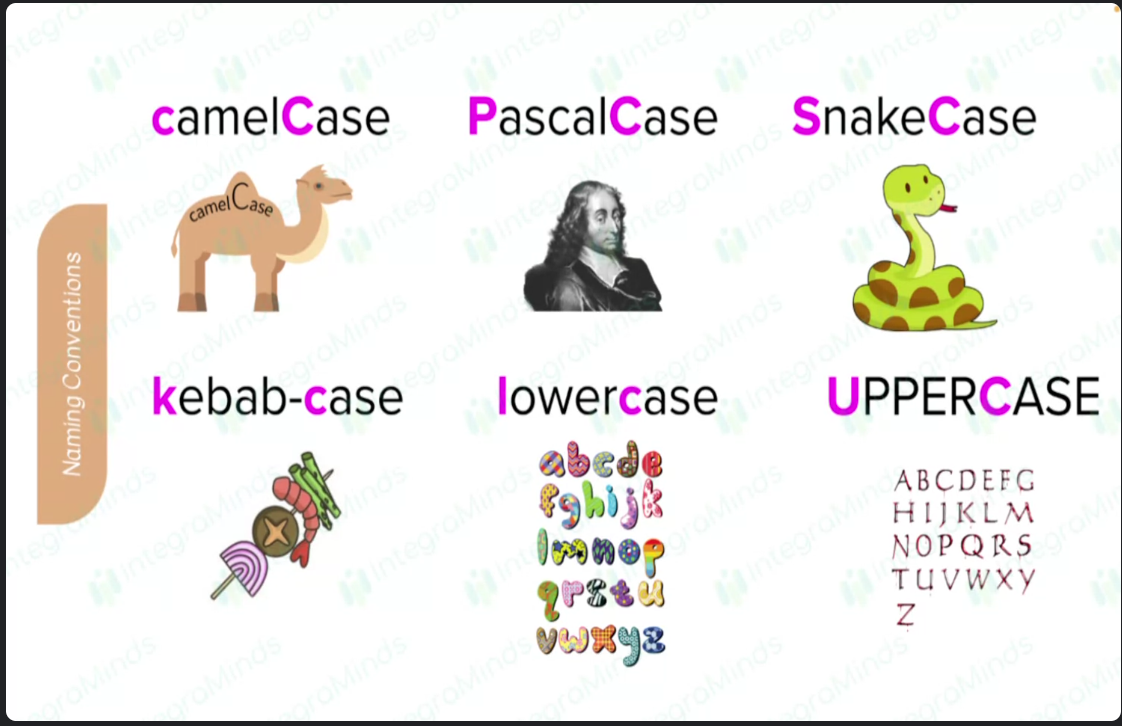 camelCase
PascalCase
SnakeCase
camelCase
Naming Conventions
kebab-case
lowercase
UPPERCASE
abcde
fghijk
lmnop
qrstu
vwxyz
ABCDEFG
HIJKLM
NOPQRS
TUVWXY
Z
IntegraMinds